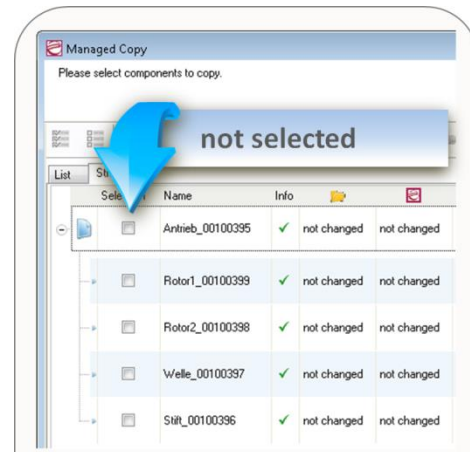 Managed Copy
Please select components to copy.
not selected
List
Name Info
Antrieb_00100395 not changed not changed
Rotor1_00100399 not changed not changed
Rotor2_00100398 not changed not changed
Welle_00100397 not changed not changed
Stift_00100396 not changed not changed